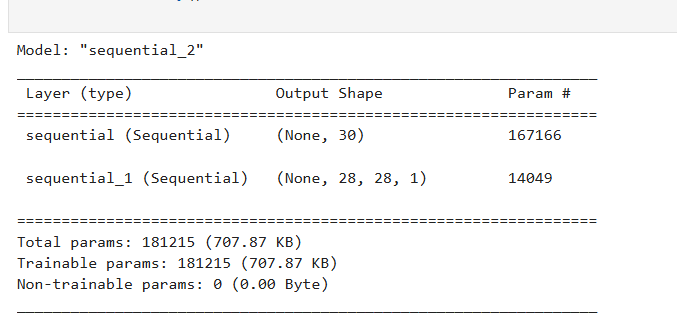 Model: "sequential_2"
_________________________________________________________________
Layer (type)                Output Shape              Param #
=================================================================
sequential (Sequential)     (None, 30)                167166
sequential_1 (Sequential)   (None, 28, 28, 1)         14049
=================================================================
Total params: 181215 (707.87 KB)
Trainable params: 181215 (707.87 KB)
Non-trainable params: 0 (0.00 Byte)
_________________________________________________________________